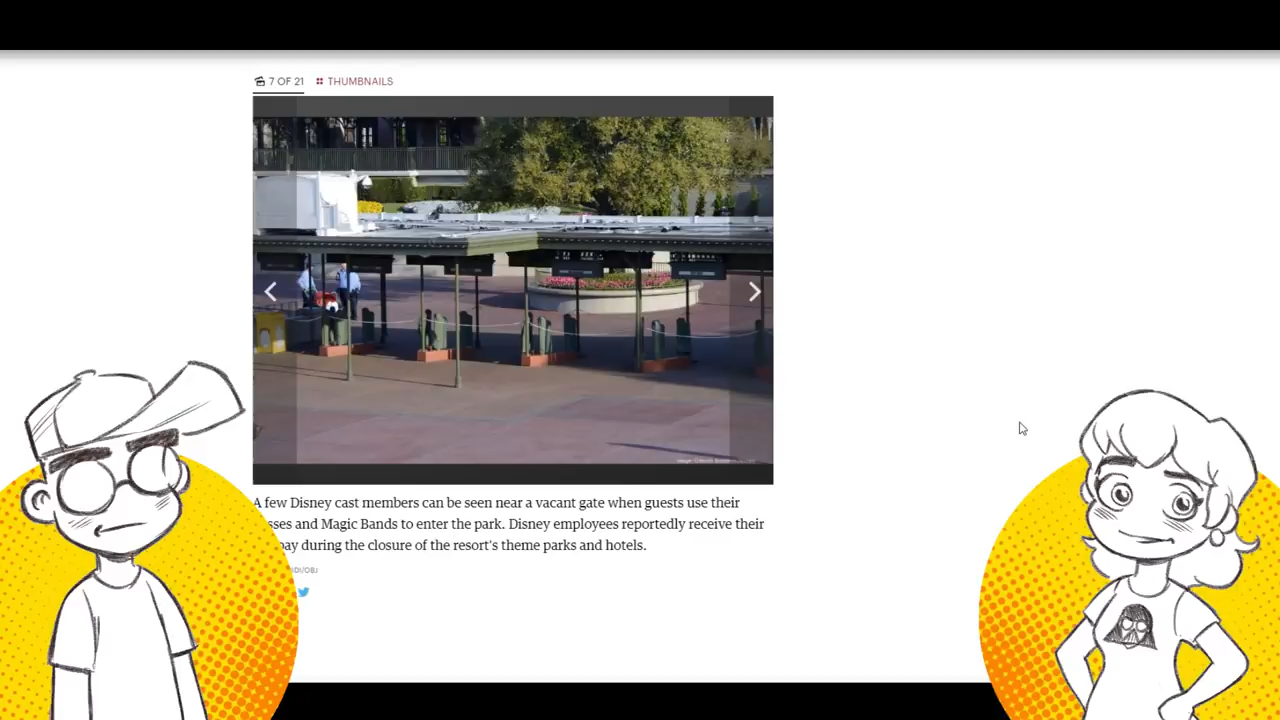 7 OF 21 THUMBNAILS
A few Disney cast members can be seen near a vacant gate when guests use their
and Magic Bands to enter the park. Disney employees reportedly receive their
during the closure of the resort's theme parks and hotels.